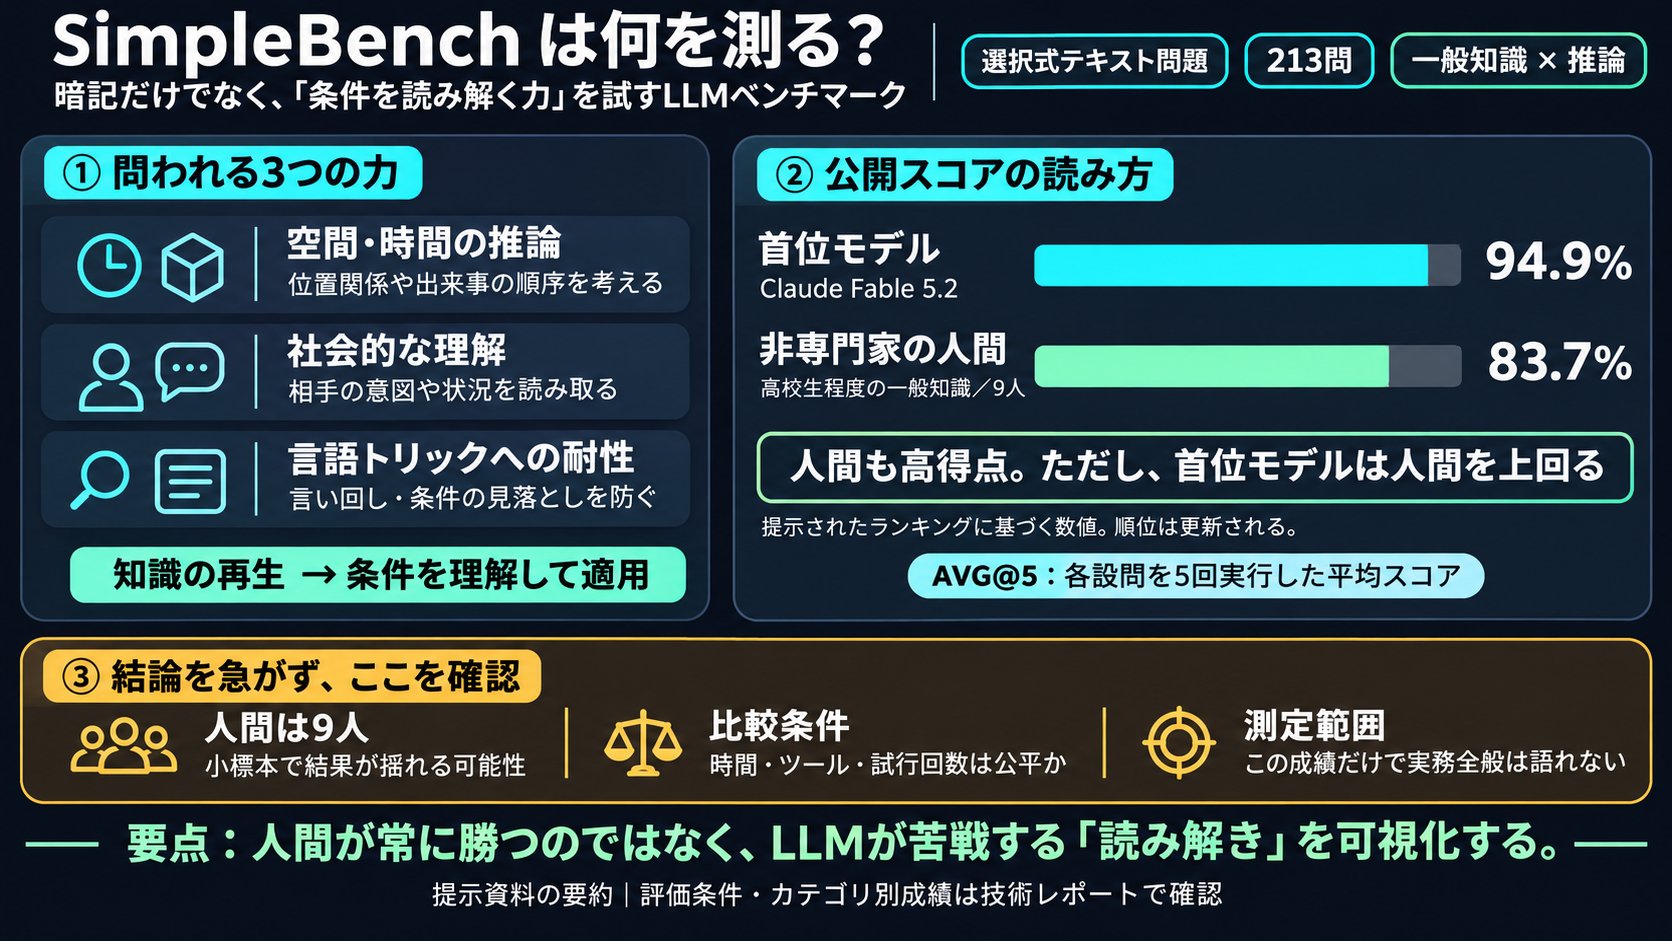 SimpleBench は何を測る？
暗記だけでなく、「条件を読み解く力」を試すLLMベンチマーク
選択式テキスト問題
213問
一般知識 × 推論
① 問われる3つの力
空間・時間の推論
位置関係や出来事の順序を考える
社会的な理解
相手の意図や状況を読み取る
言語トリックへの耐性
言い回し・条件の見落としを防ぐ
知識の再生 → 条件を理解して適用
② 公開スコアの読み方
首位モデル
Claude Fable 5.2
94.9%
非専門家の人間
高校生程度の一般知識／9人
83.7%
人間も高得点。ただし、首位モデルは人間を上回る
提示されたランキングに基づく数値。順位は更新される。
AVG@5：各設問を5回実行した平均スコア
③ 結論を急がず、ここを確認
人間は9人
小標本で結果が揺れる可能性
比較条件
時間・ツール・試行回数は公平か
測定範囲
この成績だけで実務全般は語れない
要点：人間が常に勝つのではなく、LLMが苦戦する「読み解き」を可視化する。
提示資料の要約｜評価条件・カテゴリ別成績は技術レポートで確認